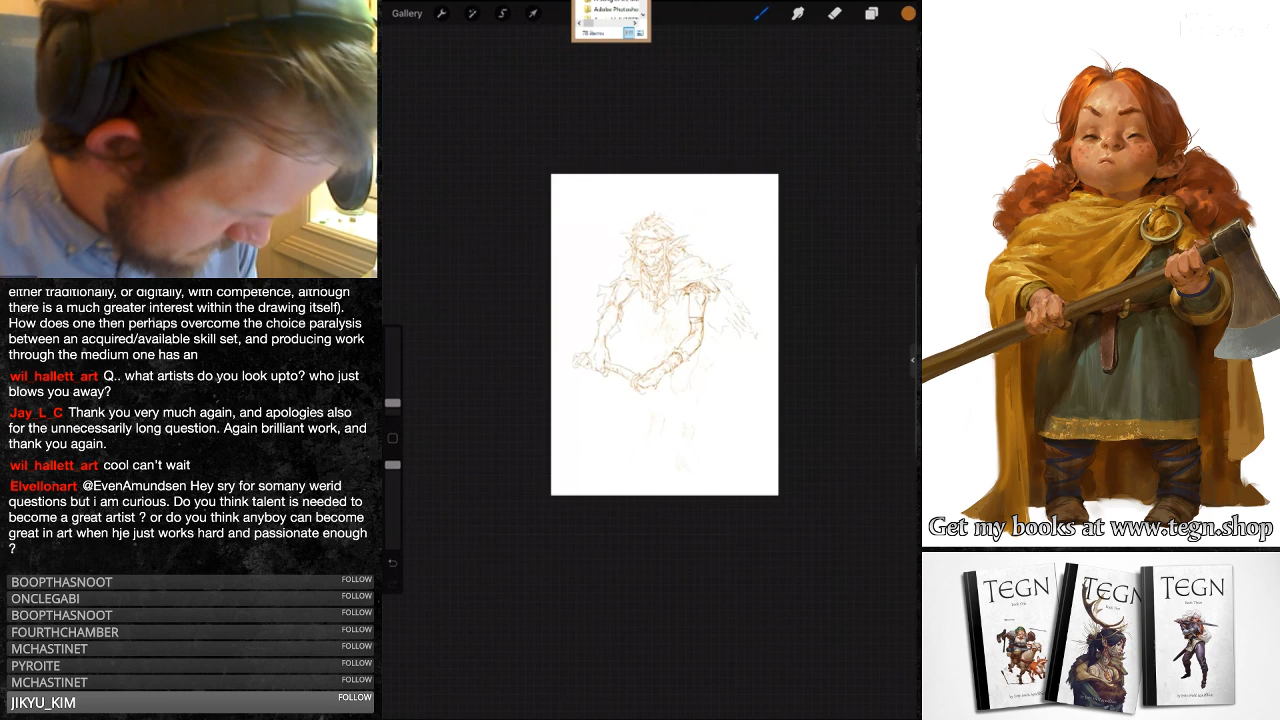 Gallery
Adobe Photosho
78 items
either traditionally, or digitally, with competence, although
there is a much greater interest within the drawing itself).
How does one then perhaps overcome the choice paralysis
between an acquired/available skill set, and producing work
through the medium one has an
wil_hallett_art Q.. what artists do you look upto? who just
blows you away?
Jay_L_C Thank you very much again, and apologies also
for the unnecessarily long question. Again brilliant work, and
thank you again.
wil_hallett_art cool can't wait
Elvellonart @EvenAmundsen Hey sry for somany werid
questions but i am curious. Do you think talent is needed to
become a great artist ? or do you think anyboy can become
great in art when hje just works hard and passionate enough
?
BOOPTHASNOOT FOLLOW
ONCLEGABI FOLLOW
BOOPTHASNOOT FOLLOW
FOURTHCHAMBER FOLLOW
MCHASTINET FOLLOW
PYROITE FOLLOW
MCHASTINET FOLLOW
JIKYU_KIM FOLLOW
Get my books at www.tegn.shop
TEGN
Book One
TEGN
TEGN
Book Three